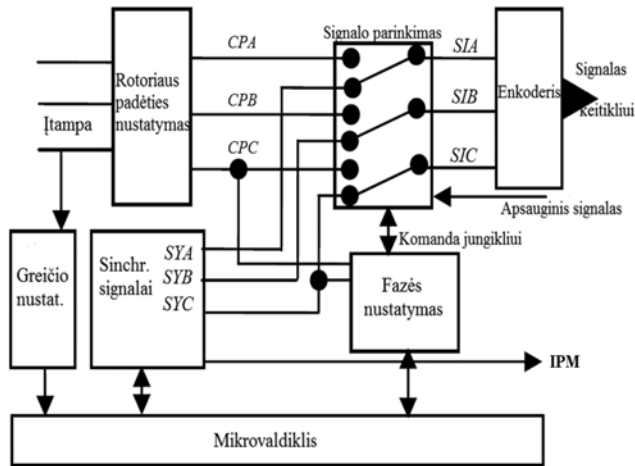 Signalo parinkimas
CPA
SIA
Signalas
keitikliui
Rotoriaus
padėties
nustatymas
CPB
SIB
Enkoderis
Įtampa
CPC
SIC
Apsauginis signalas
Komanda jungikliui
Greičio
nustat.
Sinchr.
signalai
SYA
SYB
SYC
Fazės
nustatymas
IPM
Mikrovaldiklis